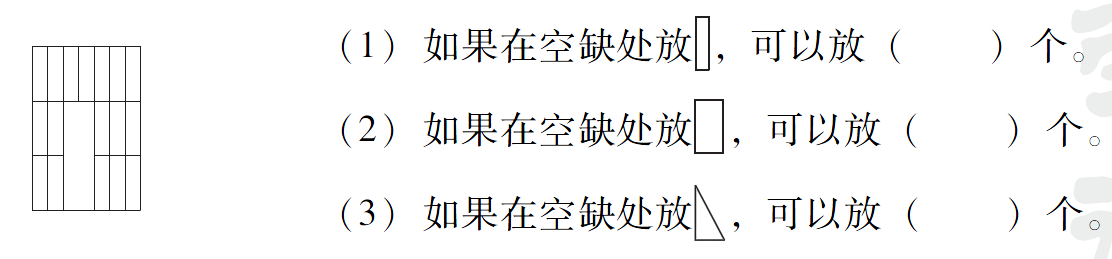 （1）如果在空缺处放，可以放（　　）个。
（2）如果在空缺处放，可以放（　　）个。
（3）如果在空缺处放，可以放（　　）个。